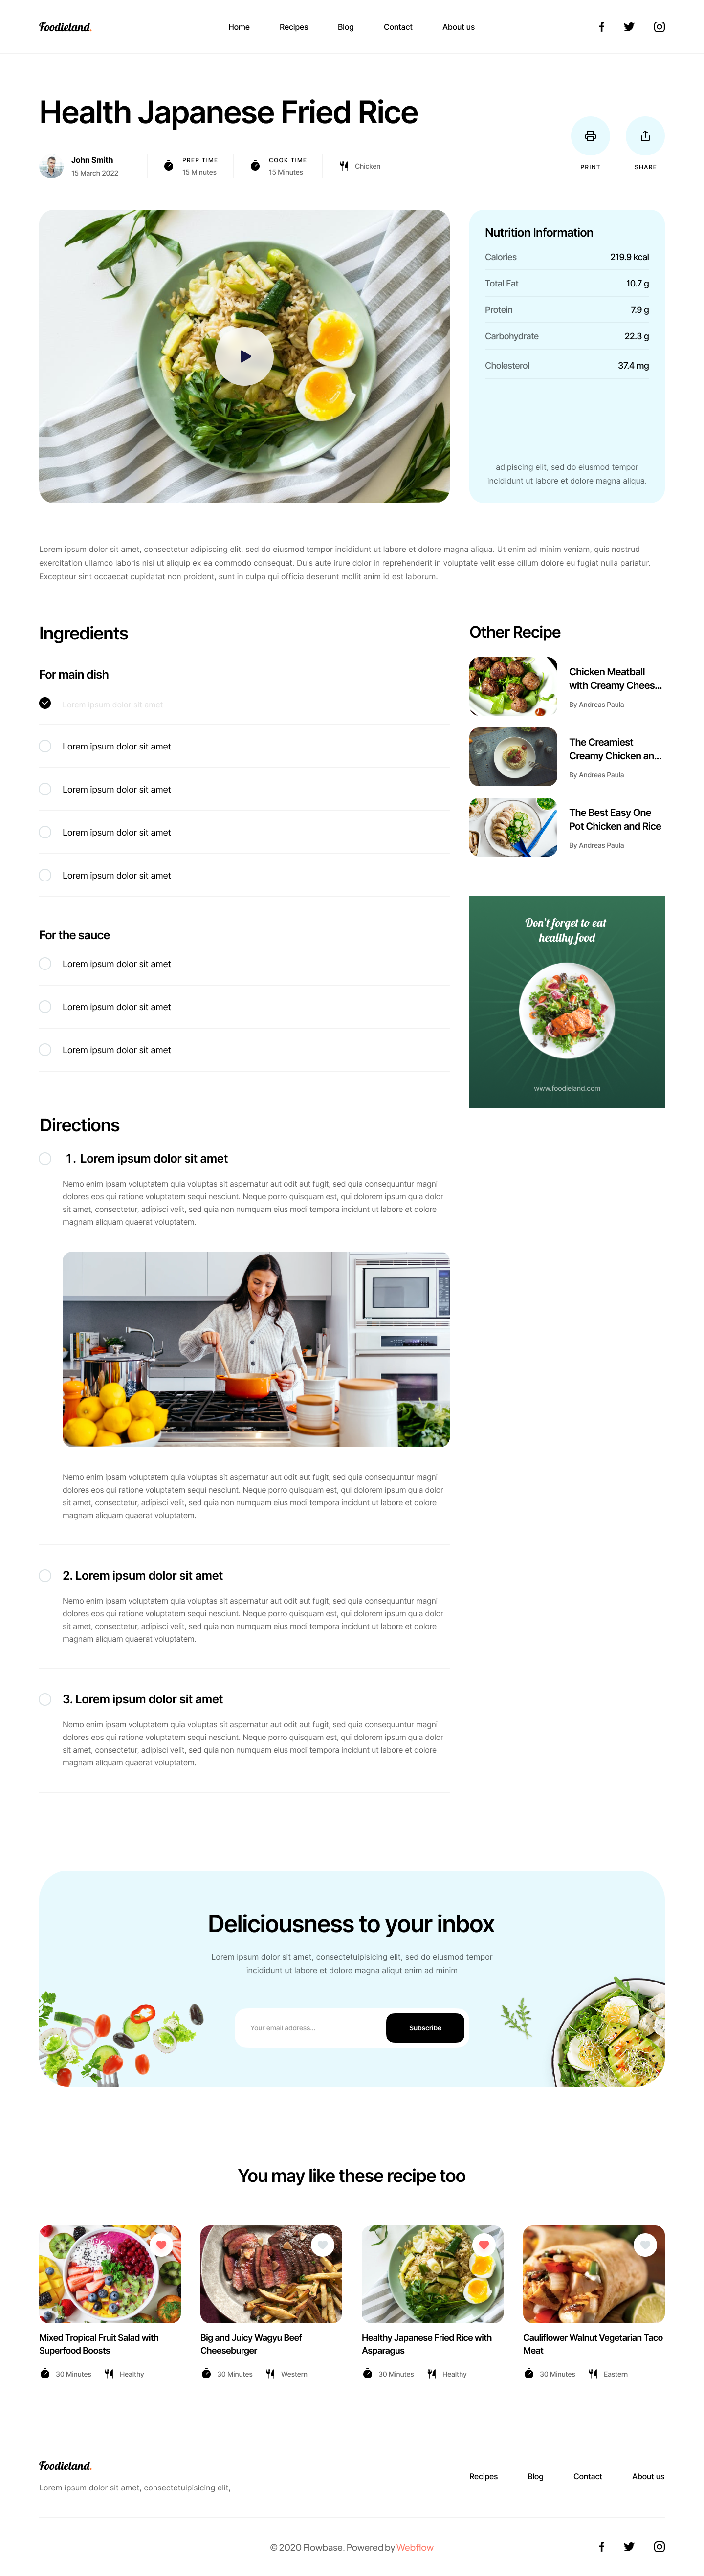 Foodieland.
Home Recipes Blog Contact About us
Health Japanese Fried Rice
John Smith
15 March 2022
PREP TIME
15 Minutes
COOK TIME
15 Minutes
Chicken
PRINT
SHARE
Nutrition Information
Calories 219.9 kcal
Total Fat 10.7 g
Protein 7.9 g
Carbohydrate 22.3 g
Cholesterol 37.4 mg
adipiscing elit, sed do eiusmod tempor
incididunt ut labore et dolore magna aliqua.
Lorem ipsum dolor sit amet, consectetur adipiscing elit, sed do eiusmod tempor incididunt ut labore et dolore magna aliqua. Ut enim ad minim veniam, quis nostrud
exercitation ullamco laboris nisi ut aliquip ex ea commodo consequat. Duis aute irure dolor in reprehenderit in voluptate velit esse cillum dolore eu fugiat nulla pariatur.
Excepteur sint occaecat cupidatat non proident, sunt in culpa qui officia deserunt mollit anim id est laborum.
Ingredients
For main dish
Lorem ipsum dolor sit amet
Lorem ipsum dolor sit amet
Lorem ipsum dolor sit amet
Lorem ipsum dolor sit amet
Lorem ipsum dolor sit amet
For the sauce
Lorem ipsum dolor sit amet
Lorem ipsum dolor sit amet
Lorem ipsum dolor sit amet
Other Recipe
Chicken Meatball
with Creamy Chees...
By Andreas Paula
The Creamiest
Creamy Chicken an...
By Andreas Paula
The Best Easy One
Pot Chicken and Rice
By Andreas Paula
Don't forget to eat
healthy food
www.foodieland.com
Directions
1. Lorem ipsum dolor sit amet
Nemo enim ipsam voluptatem quia voluptas sit aspernatur aut odit aut fugit, sed quia consequuntur magni
dolores eos qui ratione voluptatem sequi nesciunt. Neque porro quisquam est, qui dolorem ipsum quia dolor
sit amet, consectetur, adipisci velit, sed quia non numquam eius modi tempora incidunt ut labore et dolore
magnam aliquam quaerat voluptatem.
Nemo enim ipsam voluptatem quia voluptas sit aspernatur aut odit aut fugit, sed quia consequuntur magni
dolores eos qui ratione voluptatem sequi nesciunt. Neque porro quisquam est, qui dolorem ipsum quia dolor
sit amet, consectetur, adipisci velit, sed quia non numquam eius modi tempora incidunt ut labore et dolore
magnam aliquam quaerat voluptatem.
2. Lorem ipsum dolor sit amet
Nemo enim ipsam voluptatem quia voluptas sit aspernatur aut odit aut fugit, sed quia consequuntur magni
dolores eos qui ratione voluptatem sequi nesciunt. Neque porro quisquam est, qui dolorem ipsum quia dolor
sit amet, consectetur, adipisci velit, sed quia non numquam eius modi tempora incidunt ut labore et dolore
magnam aliquam quaerat voluptatem.
3. Lorem ipsum dolor sit amet
Nemo enim ipsam voluptatem quia voluptas sit aspernatur aut odit aut fugit, sed quia consequuntur magni
dolores eos qui ratione voluptatem sequi nesciunt. Neque porro quisquam est, qui dolorem ipsum quia dolor
sit amet, consectetur, adipisci velit, sed quia non numquam eius modi tempora incidunt ut labore et dolore
magnam aliquam quaerat voluptatem.
Deliciousness to your inbox
Lorem ipsum dolor sit amet, consectetuipisicing elit, sed do eiusmod tempor
incididunt ut labore et dolore magna aliqut enim ad minim
Your email address... Subscribe
You may like these recipe too
Mixed Tropical Fruit Salad with
Superfood Boosts
30 Minutes Healthy
Big and Juicy Wagyu Beef
Cheeseburger
30 Minutes Western
Healthy Japanese Fried Rice with
Asparagus
30 Minutes Healthy
Cauliflower Walnut Vegetarian Taco
Meat
30 Minutes Eastern
Foodieland.
Lorem ipsum dolor sit amet, consectetuipisicing elit,
Recipes Blog Contact About us
© 2020 Flowbase. Powered by Webflow